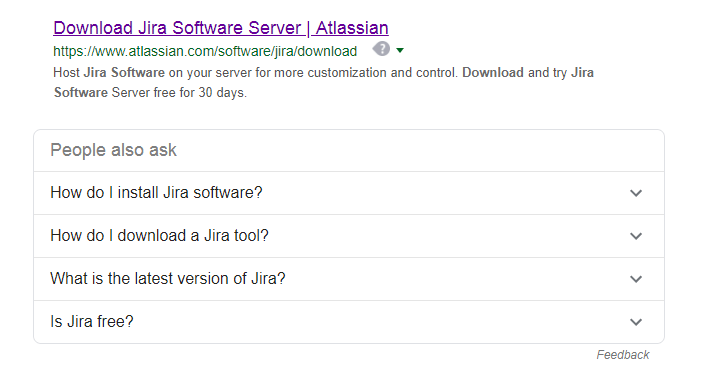 Download Jira Software Server | Atlassian
https://www.atlassian.com/software/jira/download ?
Host Jira Software on your server for more customization and control. Download and try Jira
Software Server free for 30 days.
People also ask
How do I install Jira software?
How do I download a Jira tool?
What is the latest version of Jira?
Is Jira free?
Feedback